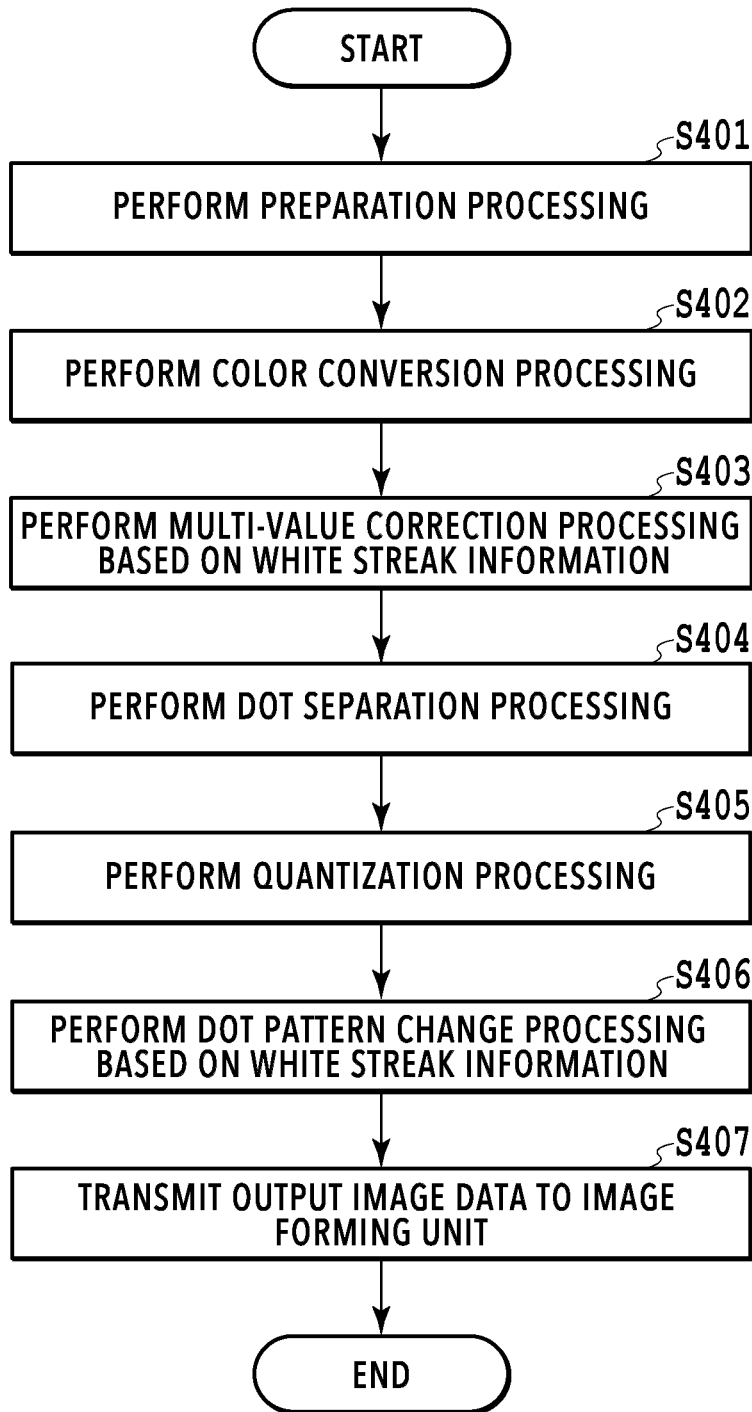 START
S401
PERFORM PREPARATION PROCESSING
S402
PERFORM COLOR CONVERSION PROCESSING
S403
PERFORM MULTI-VALUE CORRECTION PROCESSING
BASED ON WHITE STREAK INFORMATION
S404
PERFORM DOT SEPARATION PROCESSING
S405
PERFORM QUANTIZATION PROCESSING
S406
PERFORM DOT PATTERN CHANGE PROCESSING
BASED ON WHITE STREAK INFORMATION
S407
TRANSMIT OUTPUT IMAGE DATA TO IMAGE
FORMING UNIT
END